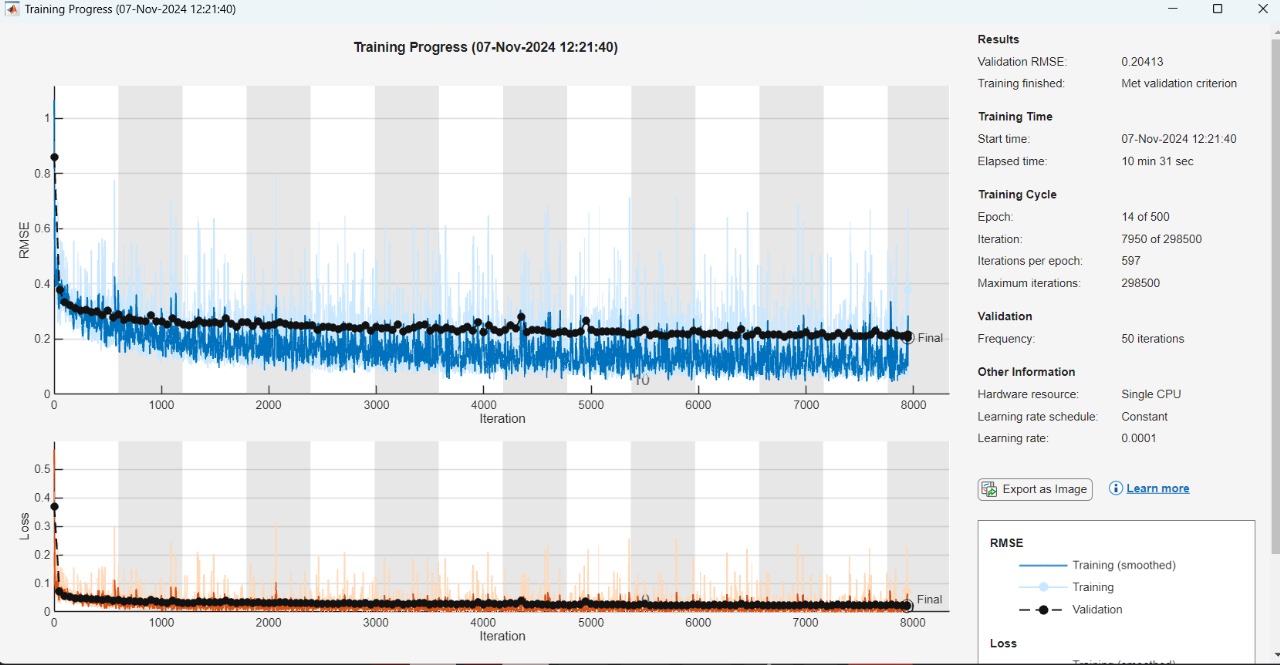 Training Progress (07-Nov-2024 12:21:40)
Training Progress (07-Nov-2024 12:21:40)
RMSE
1
0.8
0.6
0.4
0.2
0
Final
10
0 1000 2000 3000 4000 5000 6000 7000 8000
Iteration
Loss
0.5
0.4
0.3
0.2
0.1
0
Final
0 1000 2000 3000 4000 5000 6000 7000 8000
Iteration
Results
Validation RMSE: 0.20413
Training finished: Met validation criterion
Training Time
Start time: 07-Nov-2024 12:21:40
Elapsed time: 10 min 31 sec
Training Cycle
Epoch: 14 of 500
Iteration: 7950 of 298500
Iterations per epoch: 597
Maximum iterations: 298500
Validation
Frequency: 50 iterations
Other Information
Hardware resource: Single CPU
Learning rate schedule: Constant
Learning rate: 0.0001
Export as Image Learn more
RMSE
Training (smoothed)
Training
Validation
Loss
Training (smoothed)